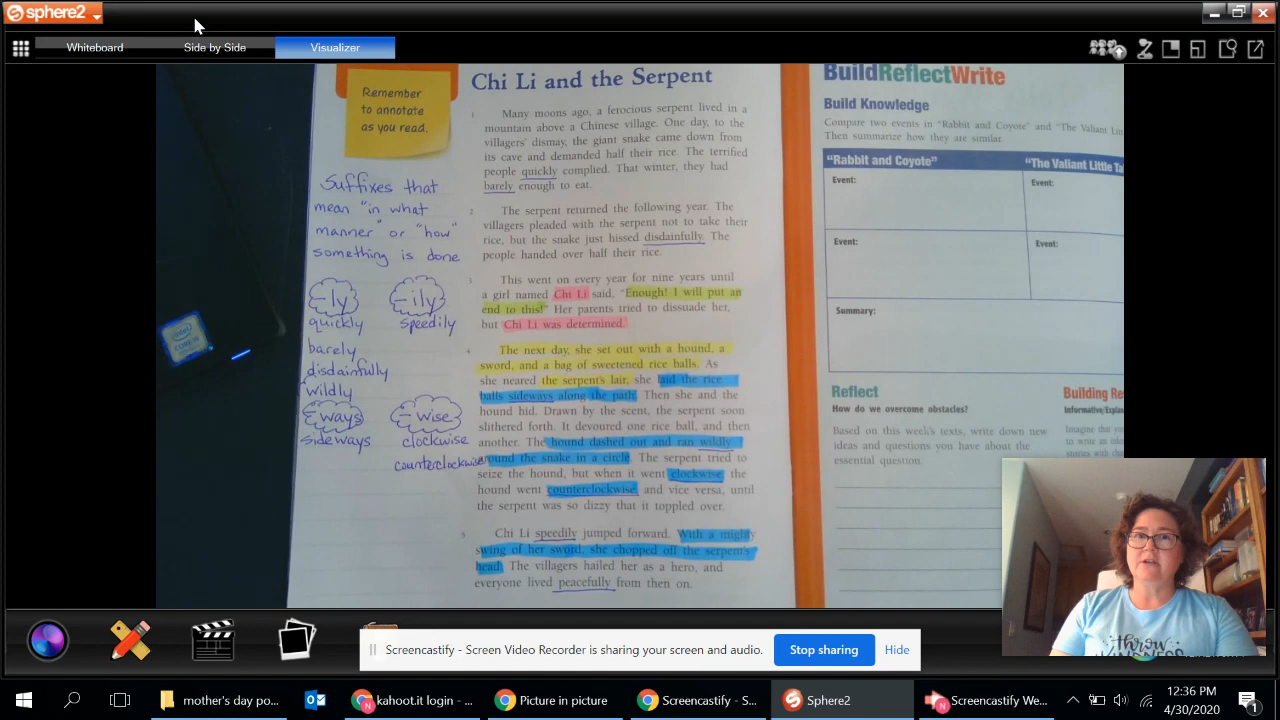 sphere2
Whiteboard
Side by Side
Visualizer
Remember
to annotate
as you read.
Suffixes that
mean "in what
manner" or "how"
something is done
-ly
-ily
quickly
speedily
barely
disdainfully
wildly
-ways
-wise
sideways
clockwise
counterclockwise
Chi Li and the Serpent
1 Many moons ago, a ferocious serpent lived in a
mountain above a Chinese village. One day, to the
villagers' dismay, the giant snake came down from
its cave and demanded half their rice. The terrified
people quickly complied. That winter, they had
barely enough to eat.
2 The serpent returned the following year. The
villagers pleaded with the serpent not to take their
rice, but the snake just hissed disdainfully. The
people handed over half their rice.
3 This went on every year for nine years until
a girl named Chi Li said, "Enough! I will put an
end to this!" Her parents tried to dissuade her,
but Chi Li was determined.
4 The next day, she set out with a hound, a
sword, and a bag of sweetened rice balls. As
she neared the serpent's lair, she laid the rice
balls sideways along the path. Then she and the
hound hid. Drawn by the scent, the serpent soon
slithered forth. It devoured one rice ball, and then
another. The hound dashed out and ran wildly
around the snake in a circle. The serpent tried to
seize the hound, but when it went clockwise the
hound went counterclockwise and vice versa, until
the serpent was so dizzy that it toppled over.
5 Chi Li speedily jumped forward. With a mighty
swing of her sword, she chopped off the serpent's
head. The villagers hailed her as a hero, and
everyone lived peacefully from then on.
BuildReflectWrite
Build Knowledge
Compare two events in "Rabbit and Coyote" and "The Valiant Lit
Then summarize how they are similar.
"Rabbit and Coyote"
"The Valiant Little Ta
Event:
Event:
Event:
Event:
Summary:
Reflect
How do we overcome obstacles?
Based on this week's texts, write down new
ideas and questions you have about the
essential question.
Building Re
Informative/Expla
Imagine the
to write an
stories with
throw
KINDNESS
intel
Screencastify - Screen Video Recorder is sharing your screen and audio.
Stop sharing
Hide
mother's day po...
kahoot.it login - ...
Picture in picture
Screencastify - S...
Sphere2
Screencastify We...
12:36 PM
4/30/2020
1